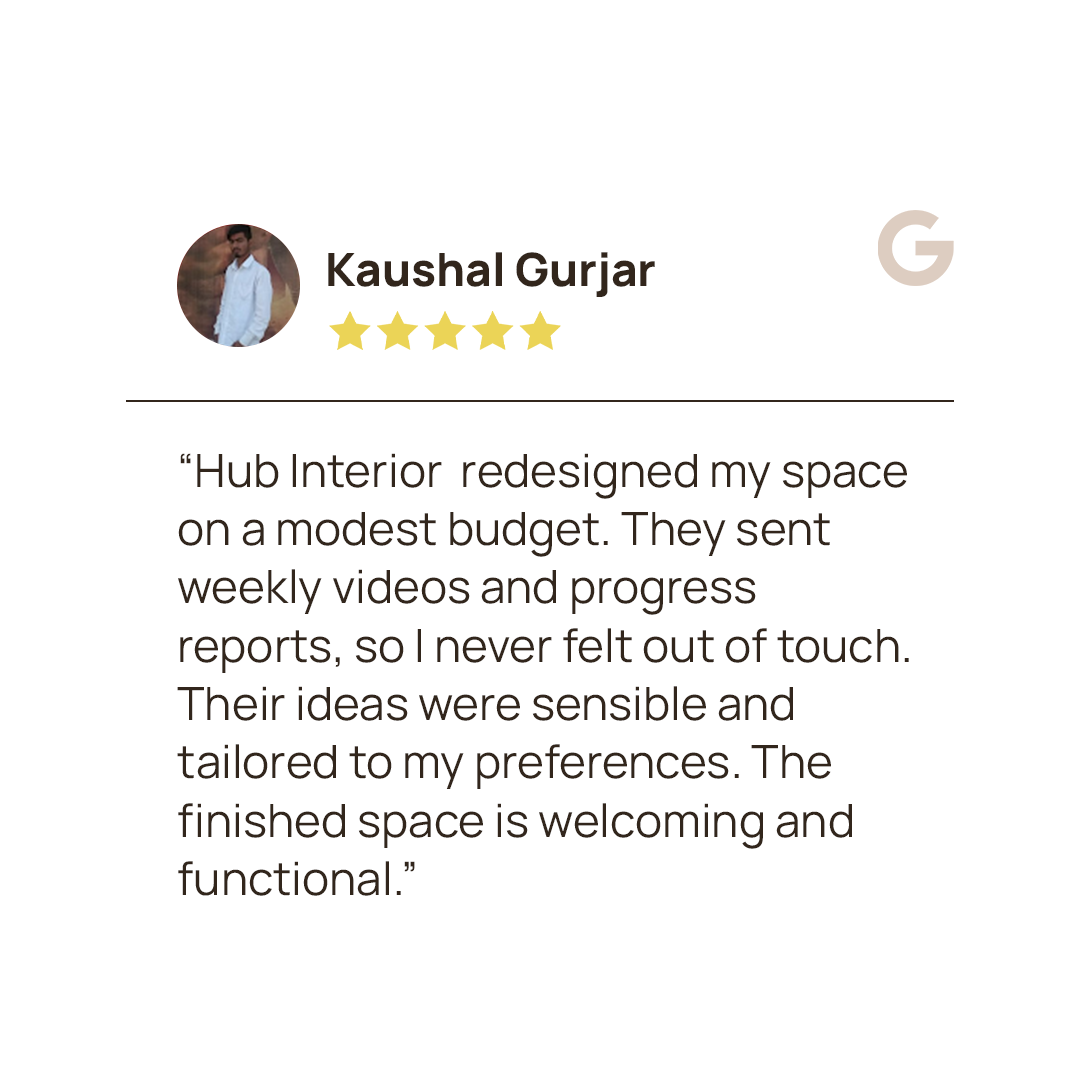 G
Kaushal Gurjar
“Hub Interior  redesigned my space
on a modest budget. They sent
weekly videos and progress
reports, so I never felt out of touch.
Their ideas were sensible and
tailored to my preferences. The
finished space is welcoming and
functional.”